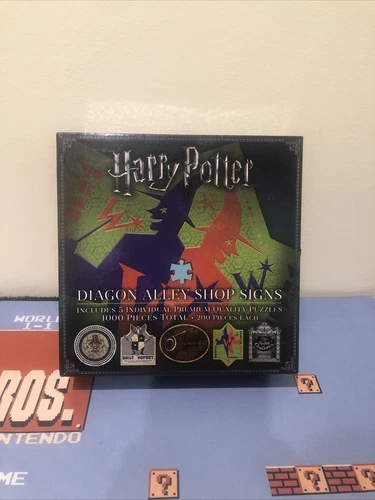 Harry Potter
DIAGON ALLEY SHOP SIGNS
INCLUDES 5 INDIVIDUAL PREMIUM QUALITY PUZZLES
1000 PIECES TOTAL • 200 PIECES EACH
WORLD
1-1
BROS.
NINTENDO